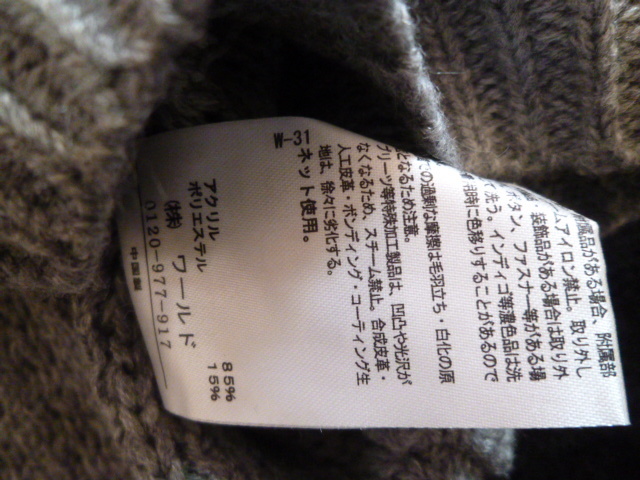 属品がある場合、附属部
ムアイロン禁止。取り外し
装飾品がある場合は取り外
タン、ファスナー等がある場
て洗う。インディゴ等濃色品は洗
用時に色移りすることがあるので
での過剰な摩擦は毛羽立ち・白化の原
となるため注意。
プリーツ等特殊加工製品は、凹凸や光沢が
なくなるため、スチーム禁止。合成皮革・
人工皮革・ボンディング・コーティング生
地は、徐々に劣化する。
ネット使用。
31
アクリル 85%
ポリエステル 15%
(株) ワールド
0120-977-917
中国製